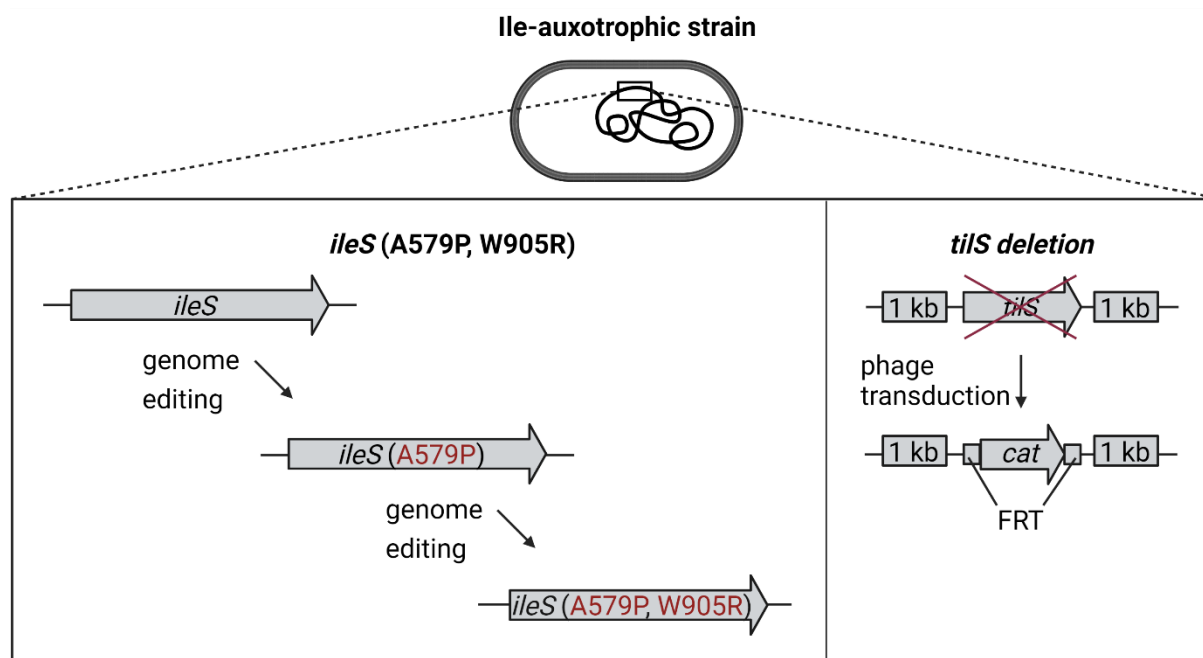 Ile-auxotrophic strain
ileS (A579P, W905R)
ileS
genome
editing
ileS (A579P)
genome
editing
ileS (A579P, W905R)
tilS deletion
1 kb tilS 1 kb
phage
transduction
1 kb cat 1 kb
FRT